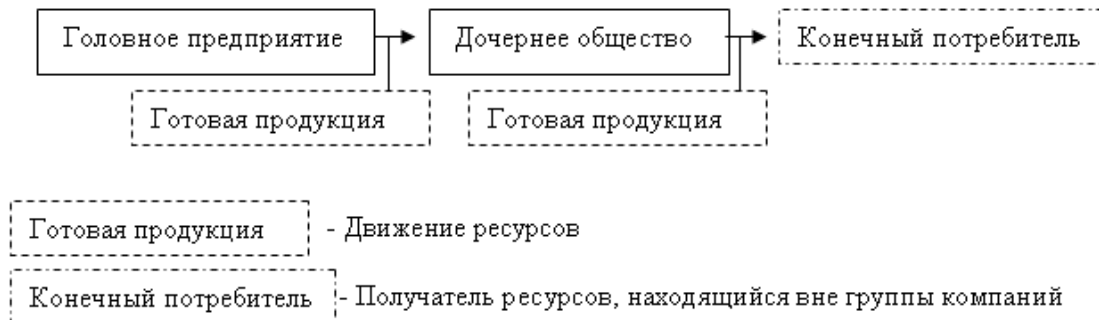 Головное предприятие Дочернее общество Конечный потребитель
Готовая продукция Готовая продукция
Готовая продукция - Движение ресурсов
Конечный потребитель - Получатель ресурсов, находящийся вне группы компаний